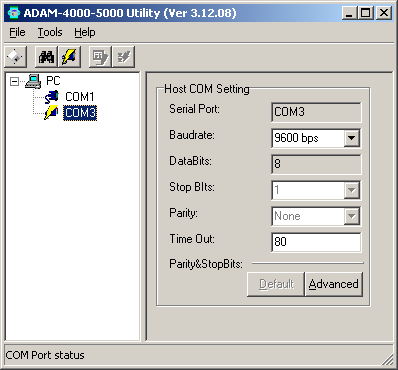 ADAM-4000-5000 Utility (Ver 3.12.08)
File Tools Help
PC
COM1
COM3
Host COM Setting
Serial Port: COM3
Baudrate: 9600 bps
DataBits: 8
Stop BIts: 1
Parity: None
Time Out: 80
Parity&StopBits:
Default Advanced
COM Port status